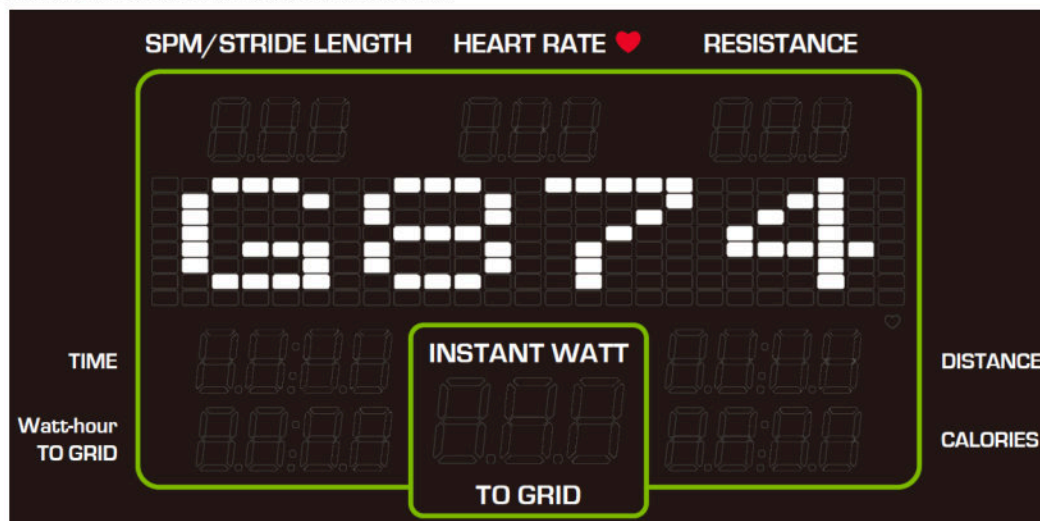 SPM/STRIDE LENGTH HEART RATE RESISTANCE
G874
TIME
INSTANT WATT
DISTANCE
Watt-hour
TO GRID
CALORIES
TO GRID